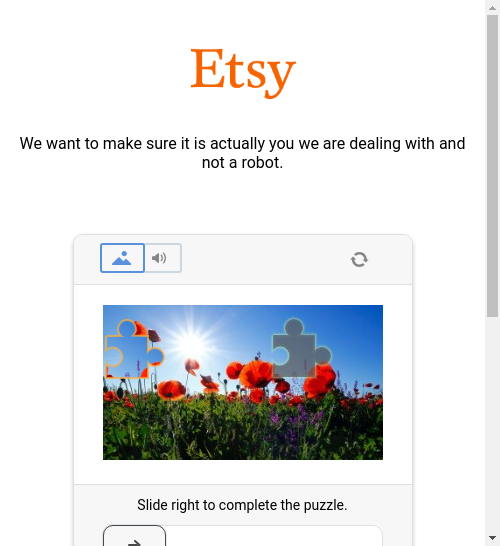 Etsy
We want to make sure it is actually you we are dealing with and
not a robot.
Slide right to complete the puzzle.